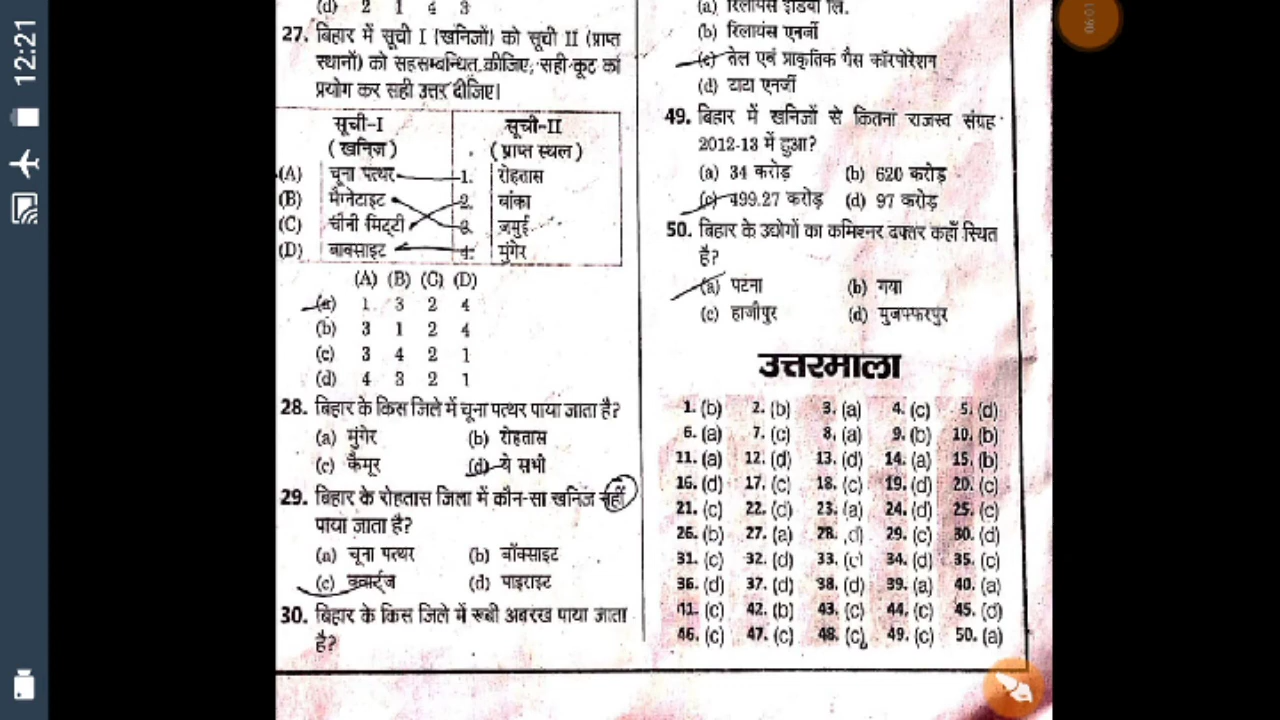 12:21
(d) 2 1 4 3
27. बिहार में सूची I (खनिजों) को सूची II (प्राप्त
स्थानों) को सहसम्बन्धित कीजिए, सही कूट का
प्रयोग कर सही उत्तर दीजिए।
सूची-I सूची-II
(खनिज) (प्राप्त स्थल)
(A) चूना पत्थर 1. रोहतास
(B) मैग्नेटाइट 2. बांका
(C) चीनी मिट्टी 3. जमुई
(D) बाक्साइट 4. मुंगेर
(A) (B) (C) (D)
(a) 1 3 2 4
(b) 3 1 2 4
(c) 3 4 2 1
(d) 4 3 2 1
28. बिहार के किस जिले में चूना पत्थर पाया जाता है?
(a) मुंगेर (b) रोहतास
(c) कैमूर (d) ये सभी
29. बिहार के रोहतास जिला में कौन-सा खनिज नहीं
पाया जाता है?
(a) चूना पत्थर (b) बॉक्साइट
(c) क्वार्ट्ज (d) पाइराइट
30. बिहार के किस जिले में रूबी अबरख पाया जाता
है?
(a) रिलायंस इंडिया लि.
(b) रिलायंस एनर्जी
(c) तेल एवं प्राकृतिक गैस कॉरपोरेशन
(d) टाटा एनर्जी
49. बिहार में खनिजों से कितना राजस्व संग्रह
2012-13 में हुआ?
(a) 34 करोड़ (b) 620 करोड़
(c) 499.27 करोड़ (d) 97 करोड़
50. बिहार के उद्योगों का कमिश्नर दफ्तर कहाँ स्थित
है?
(a) पटना (b) गया
(c) हाजीपुर (d) मुजफ्फरपुर
उत्तरमाला
1. (b) 2. (b) 3. (a) 4. (c) 5. (d)
6. (a) 7. (c) 8. (a) 9. (b) 10. (b)
11. (a) 12. (d) 13. (d) 14. (a) 15. (b)
16. (d) 17. (c) 18. (c) 19. (d) 20. (c)
21. (c) 22. (d) 23. (a) 24. (d) 25. (c)
26. (b) 27. (a) 28. (d) 29. (c) 30. (d)
31. (c) 32. (d) 33. (c) 34. (d) 35. (c)
36. (d) 37. (d) 38. (d) 39. (a) 40. (a)
41. (c) 42. (b) 43. (c) 44. (c) 45. (d)
46. (c) 47. (c) 48. (c) 49. (c) 50. (a)
06:01